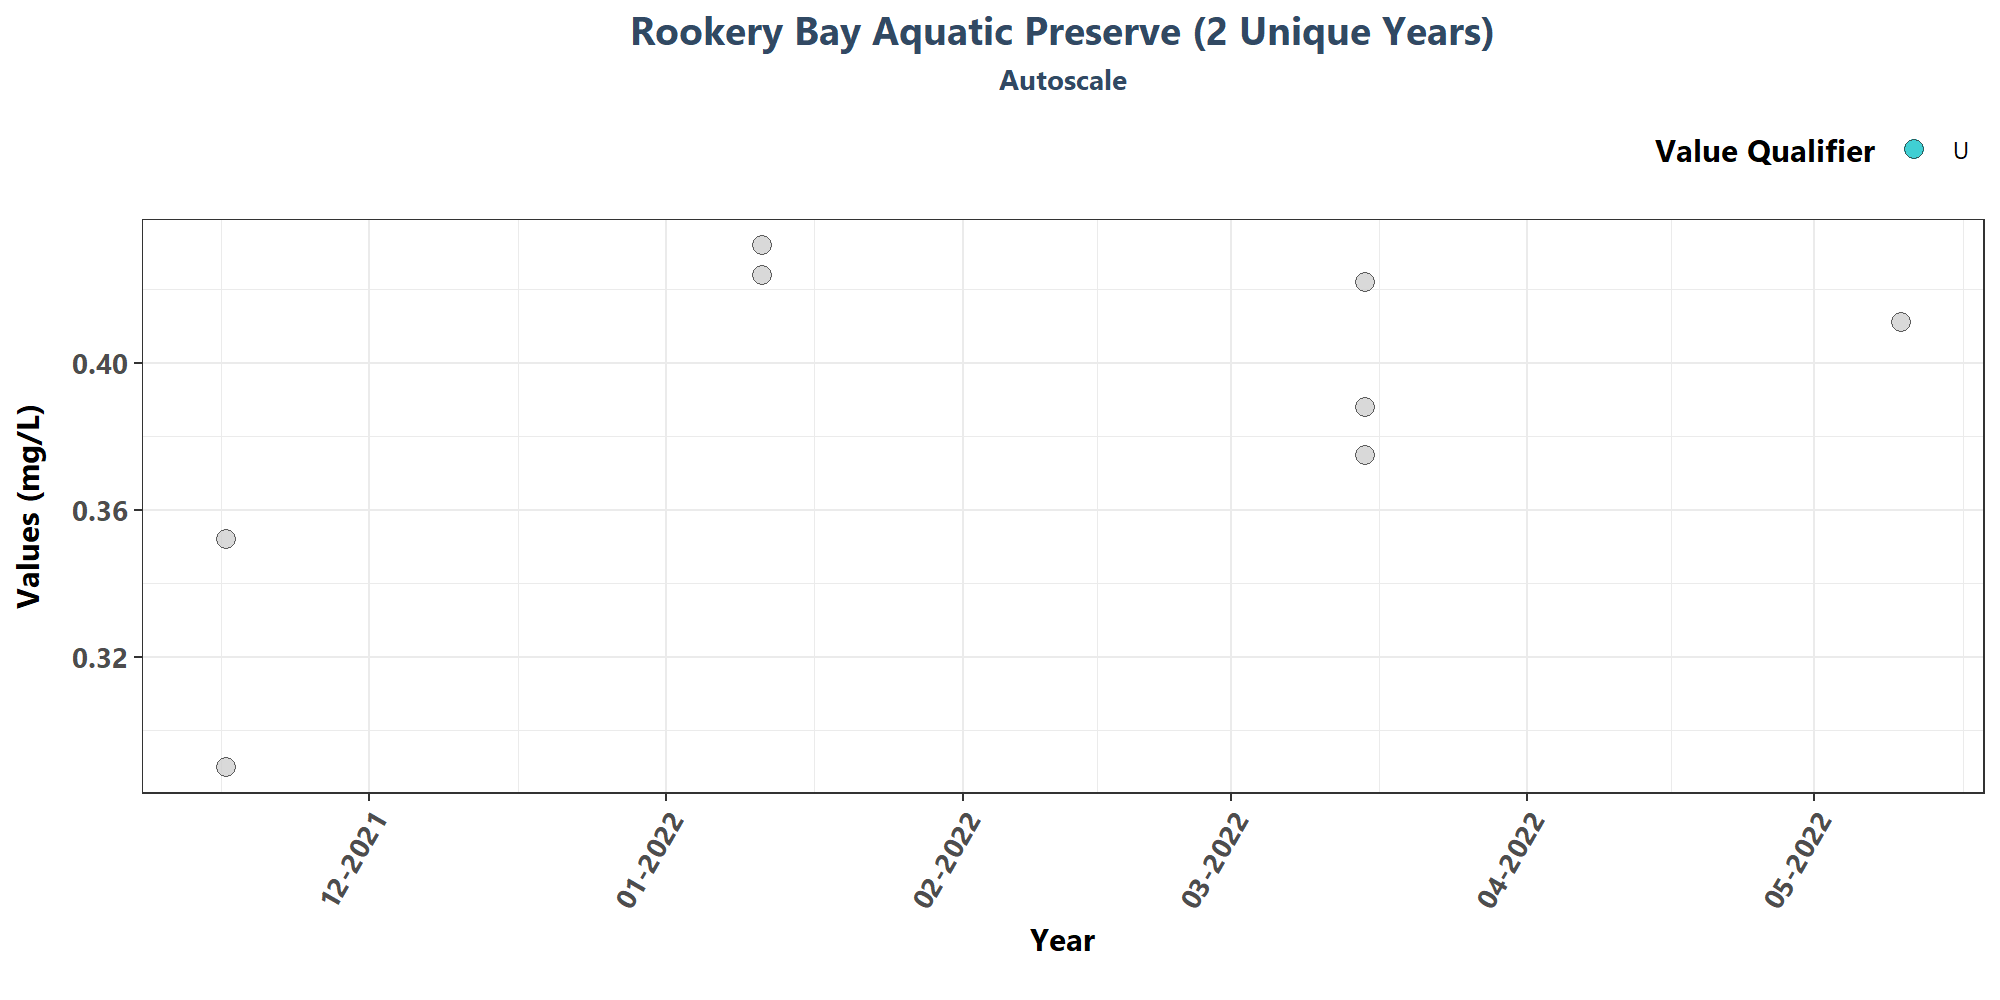 Rookery Bay Aquatic Preserve (2 Unique Years)
Autoscale
Value Qualifier U
Values (mg/L)
0.40
0.36
0.32
12-2021
01-2022
02-2022
03-2022
04-2022
05-2022
Year